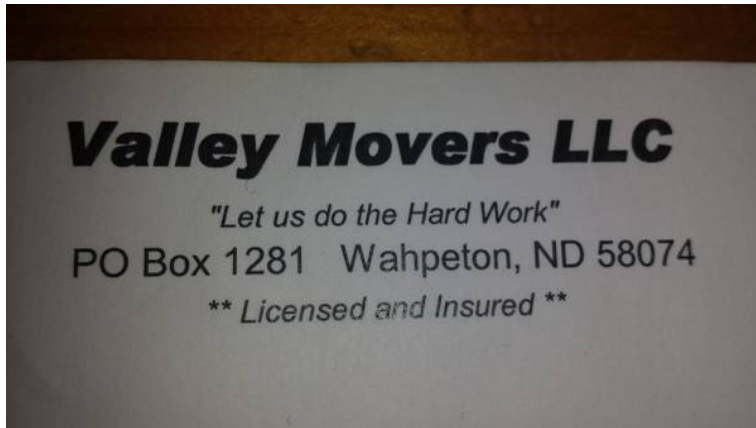 Valley Movers LLC
"Let us do the Hard Work"
PO Box 1281 Wahpeton, ND 58074
** Licensed and Insured **